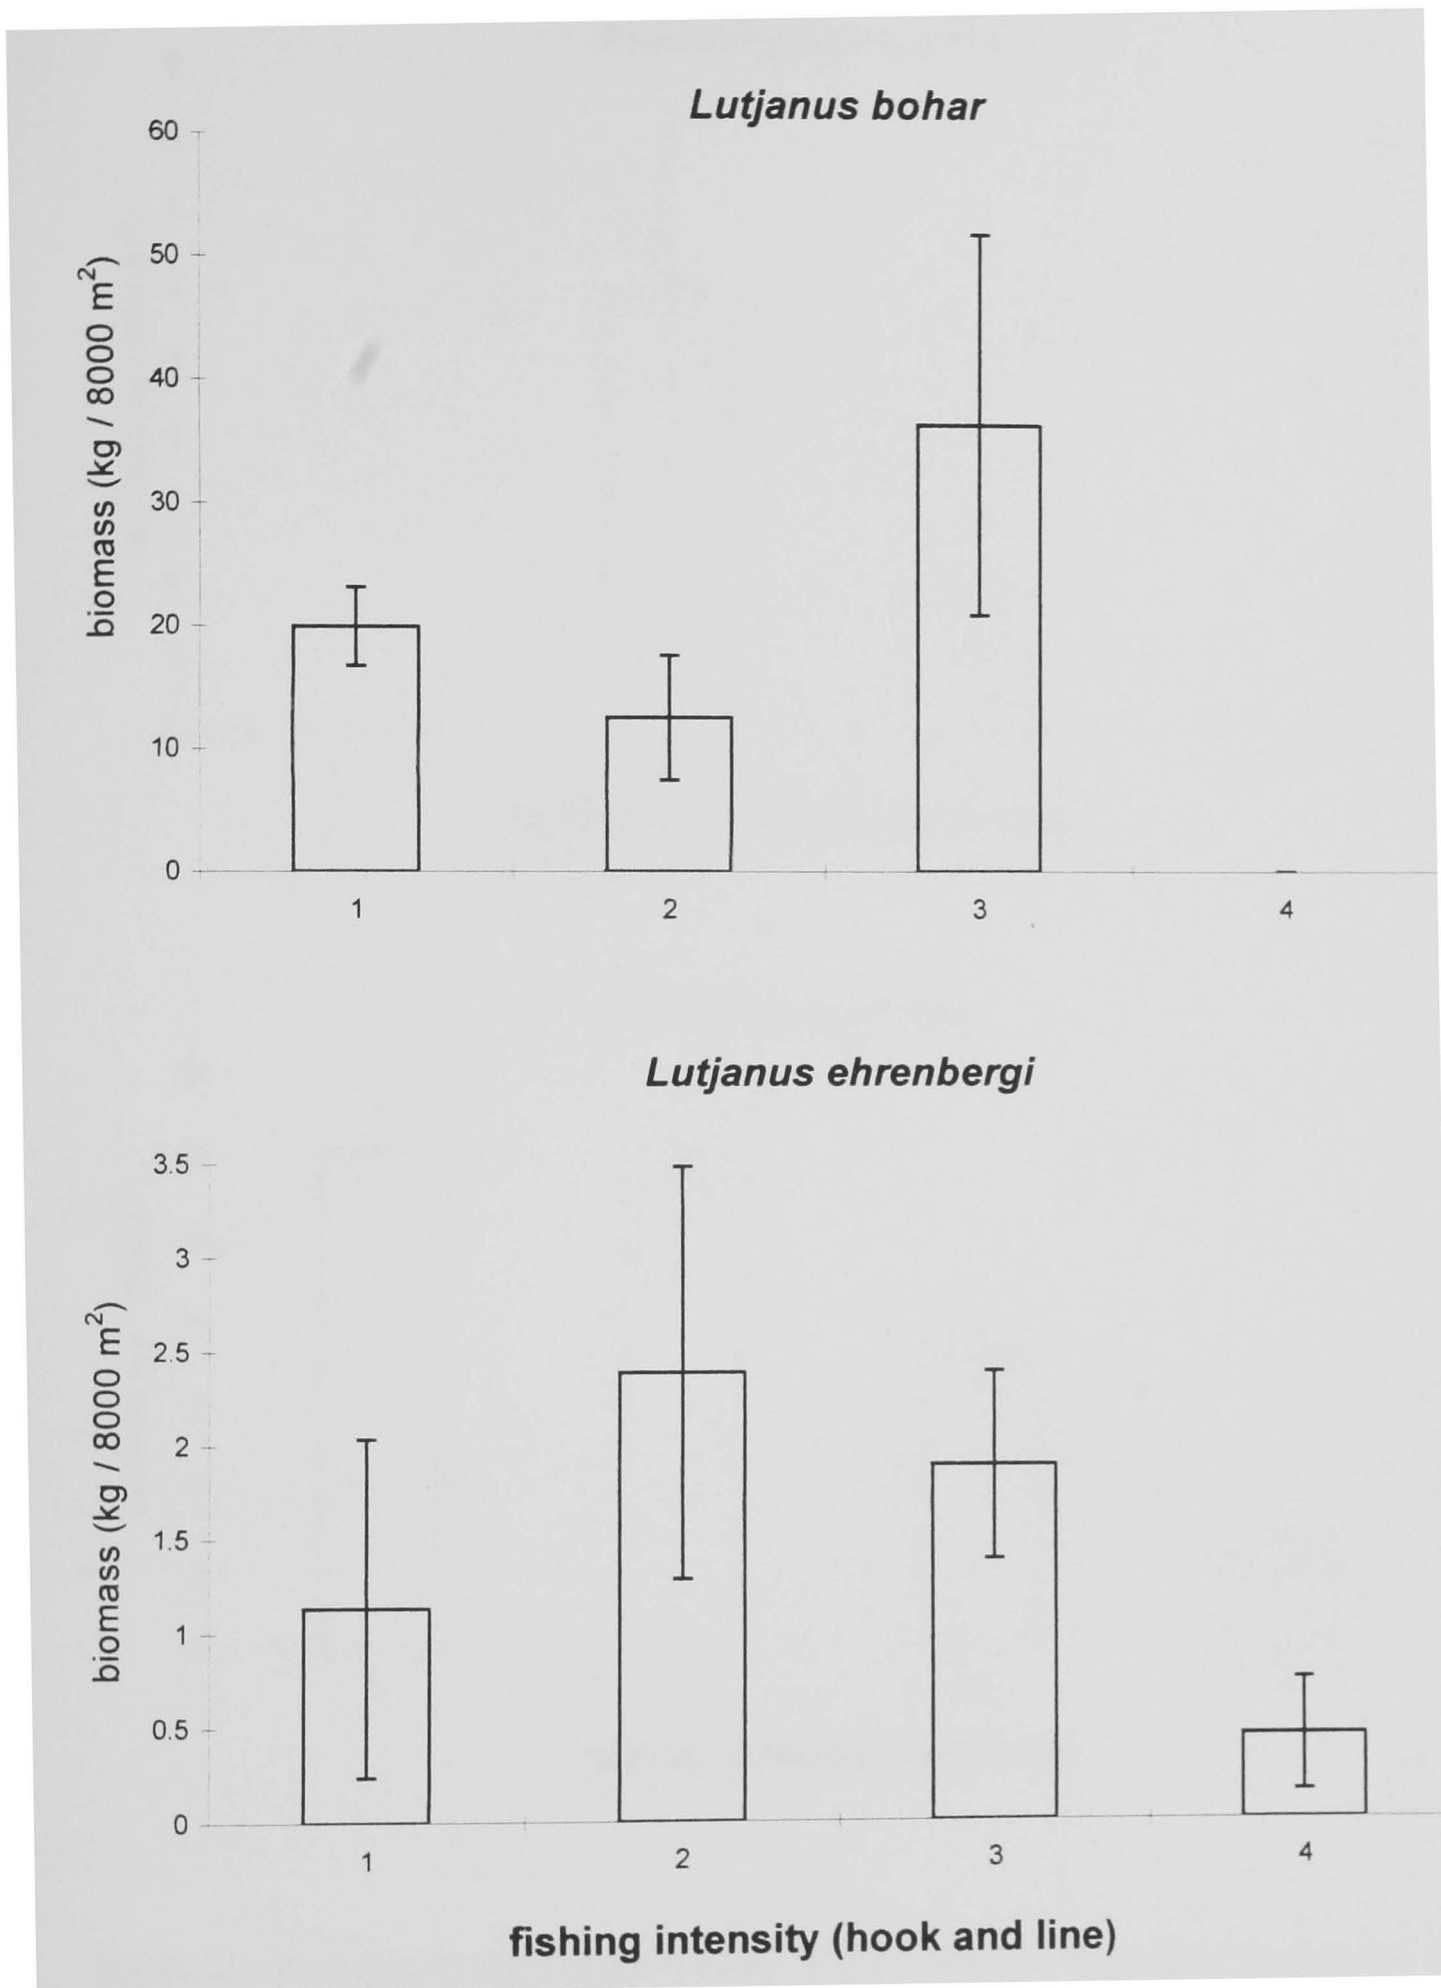 Lutjanus bohar
60
50
40
30
20
10
0
biomass (kg / 8000 m²)
1 2 3 4
Lutjanus ehrenbergi
3.5
3
2.5
2
1.5
1
0.5
0
biomass (kg / 8000 m²)
1 2 3 4
fishing intensity (hook and line)